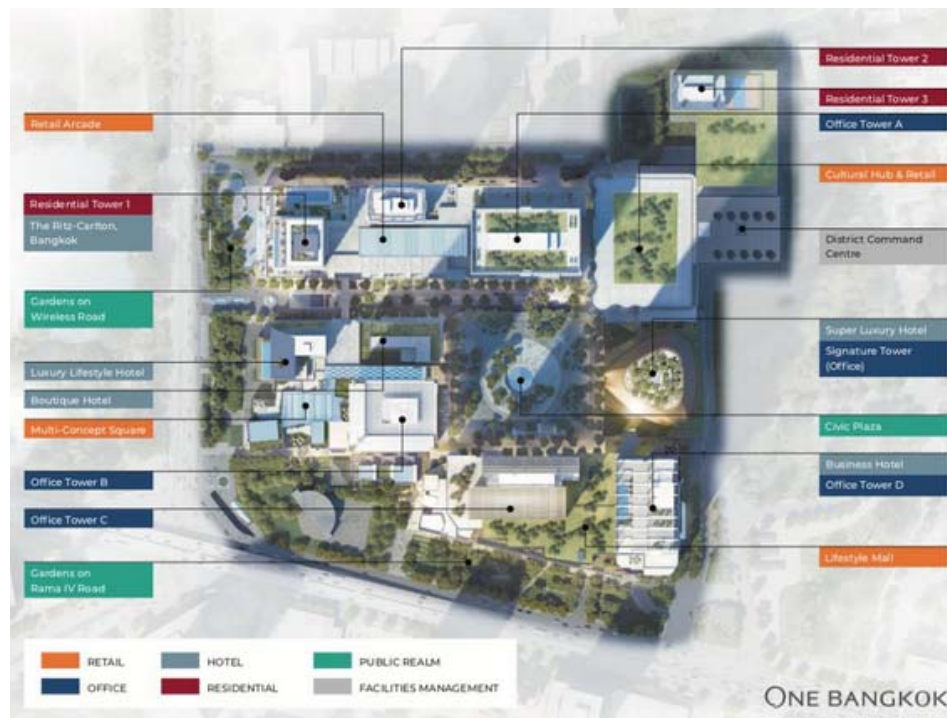 Residential Tower 2
Residential Tower 3
Retail Arcade
Office Tower A
Cultural Hub & Retail
Residential Tower 1
The Ritz-Carlton,
Bangkok
District Command
Centre
Gardens on
Wireless Road
Super Luxury Hotel
Signature Tower
(Office)
Luxury Lifestyle Hotel
Boutique Hotel
Multi-Concept Square
Civic Plaza
Business Hotel
Office Tower D
Office Tower B
Office Tower C
Lifestyle Mall
Gardens on
Rama IV Road
RETAIL
HOTEL
PUBLIC REALM
OFFICE
RESIDENTIAL
FACILITIES MANAGEMENT
ONE BANGKOK